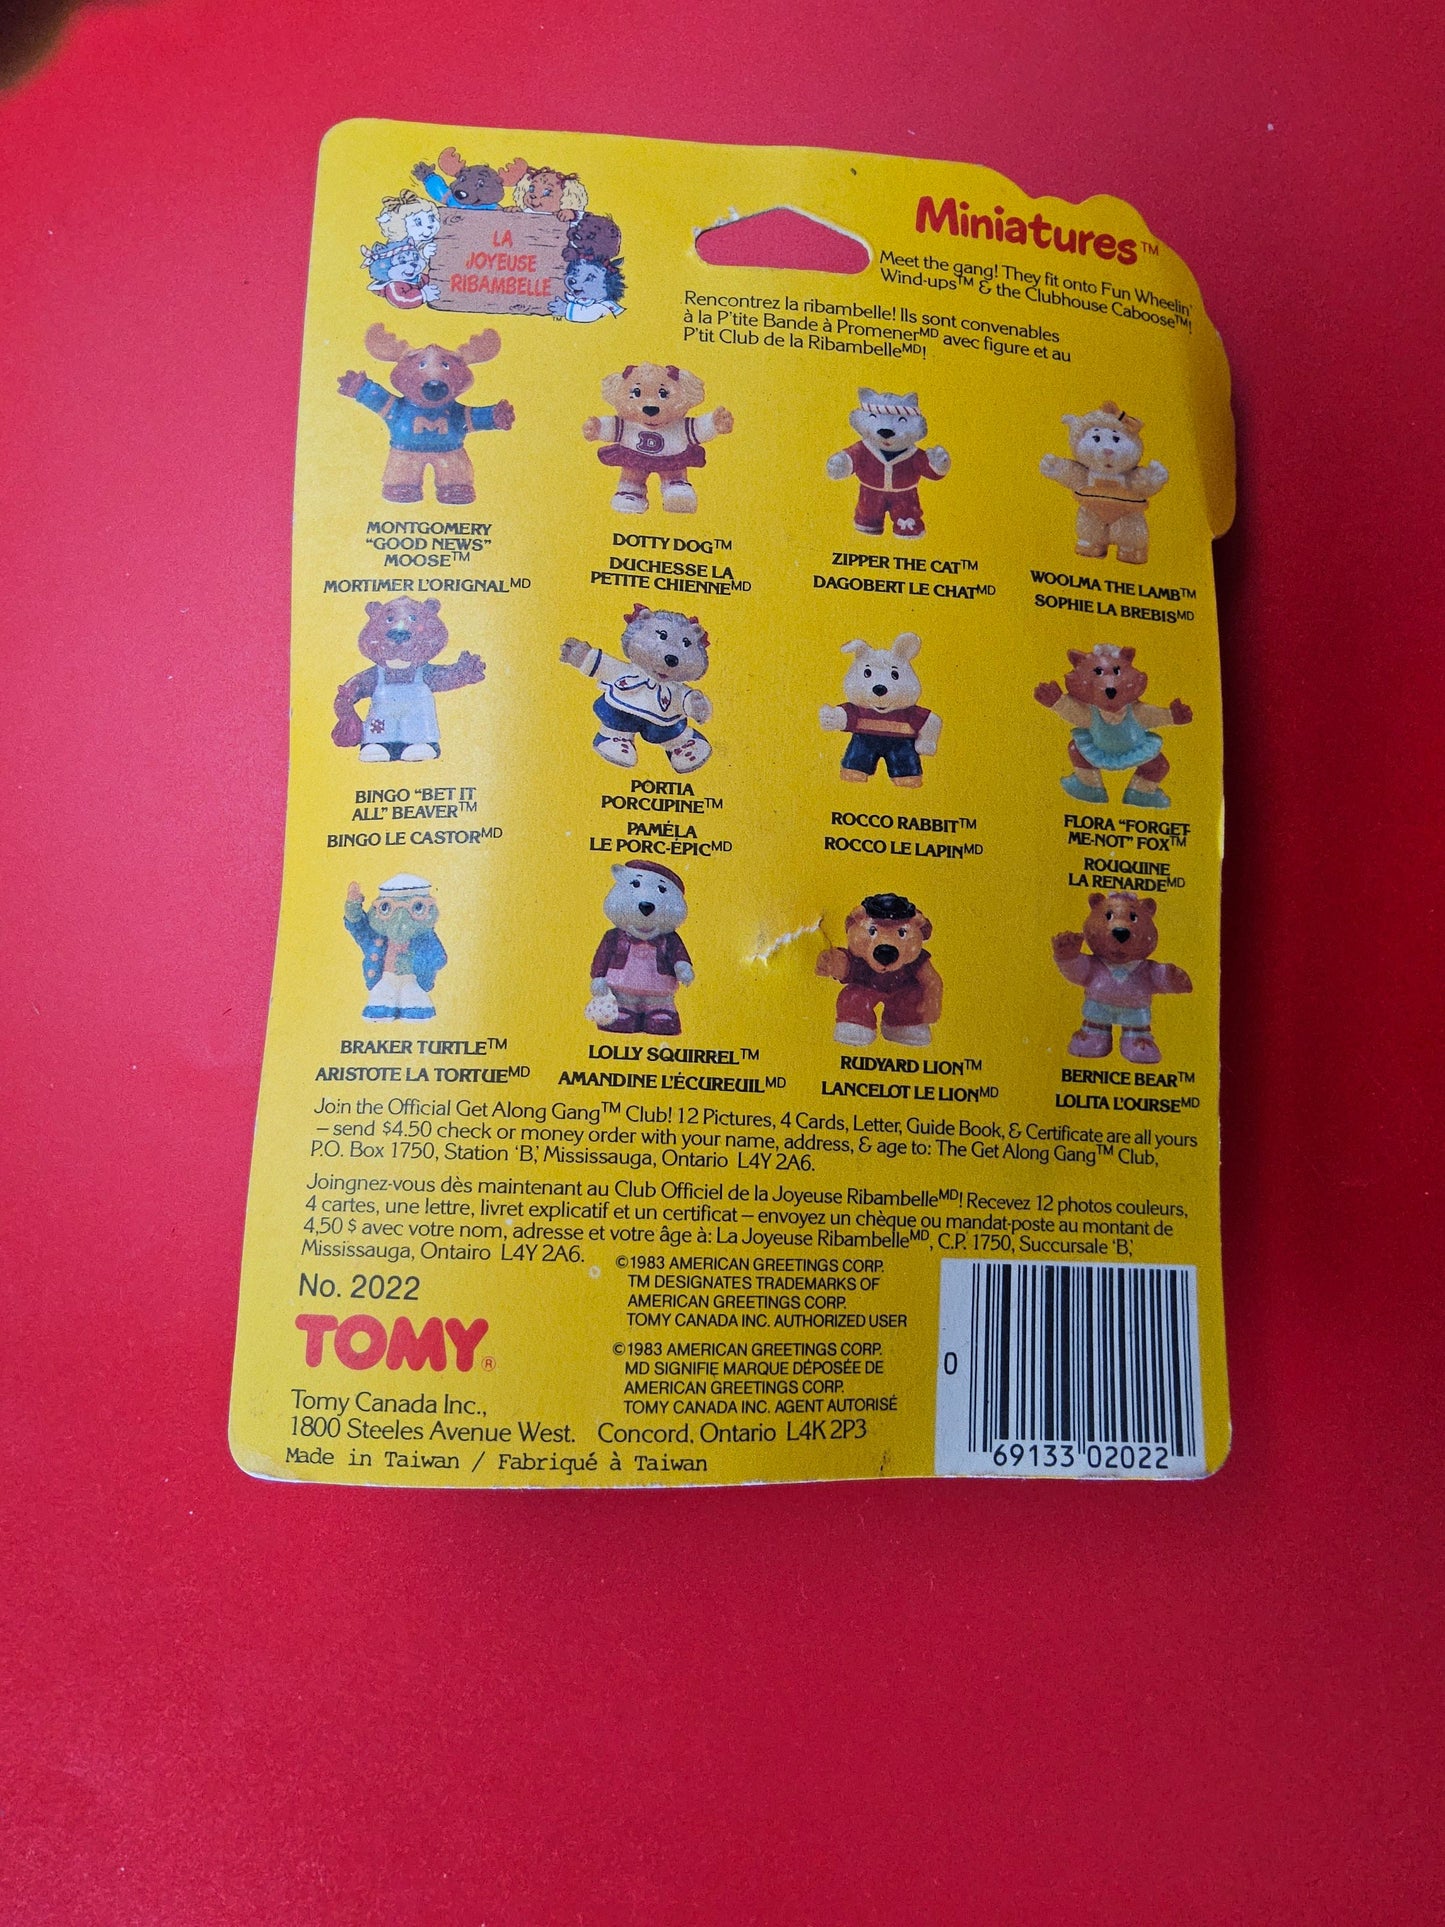 LA
JOYEUSE
RIBAMBELLE™
Miniatures™
Meet the gang! They fit onto Fun Wheelin'
Wind-ups™ & the Clubhouse Caboose™!
Rencontrez la ribambelle! Ils sont convenables
à la P'tite Bande à Promener MD avec figure et au
P'tit Club de la Ribambelle MD!
M
D
MONTGOMERY
"GOOD NEWS"
MOOSE™
MORTIMER L'ORIGNAL MD
DOTTY DOG™
DUCHESSE LA
PETITE CHIENNE MD
ZIPPER THE CAT™
DAGOBERT LE CHAT MD
WOOLMA THE LAMB™
SOPHIE LA BREBIS MD
BINGO "BET IT
ALL" BEAVER™
BINGO LE CASTOR MD
PORTIA
PORCUPINE™
PAMÉLA
LE PORC-ÉPIC MD
ROCCO RABBIT™
ROCCO LE LAPIN MD
FLORA "FORGET
ME-NOT" FOX™
ROUQUINE
LA RENARDE MD
BRAKER TURTLE™
ARISTOTE LA TORTUE MD
LOLLY SQUIRREL™
AMANDINE L'ÉCUREUIL MD
RUDYARD LION™
LANCELOT LE LION MD
BERNICE BEAR™
LOLITA L'OURSE MD
Join the Official Get Along Gang™ Club! 12 Pictures, 4 Cards, Letter, Guide Book, & Certificate are all yours
– send $4.50 check or money order with your name, address, & age to: The Get Along Gang™ Club,
P.O. Box 1750, Station 'B', Mississauga, Ontario L4Y 2A6.
Joingnez-vous dès maintenant au Club Officiel de la Joyeuse Ribambelle MD! Recevez 12 photos couleurs,
4 cartes, une lettre, livret explicatif et un certificat – envoyez un chèque ou mandat-poste au montant de
4,50 $ avec votre nom, adresse et votre âge à: La Joyeuse Ribambelle MD, C.P. 1750, Succursale 'B',
Mississauga, Ontairo L4Y 2A6.
©1983 AMERICAN GREETINGS CORP.
TM DESIGNATES TRADEMARKS OF
AMERICAN GREETINGS CORP.
TOMY CANADA INC. AUTHORIZED USER
©1983 AMERICAN GREETINGS CORP.
MD SIGNIFIE MARQUE DÉPOSÉE DE
AMERICAN GREETINGS CORP.
TOMY CANADA INC. AGENT AUTORISÉ
No. 2022
TOMY®
Tomy Canada Inc.,
1800 Steeles Avenue West. Concord, Ontario L4K 2P3
Made in Taiwan / Fabriqué à Taiwan
0 69133 02022